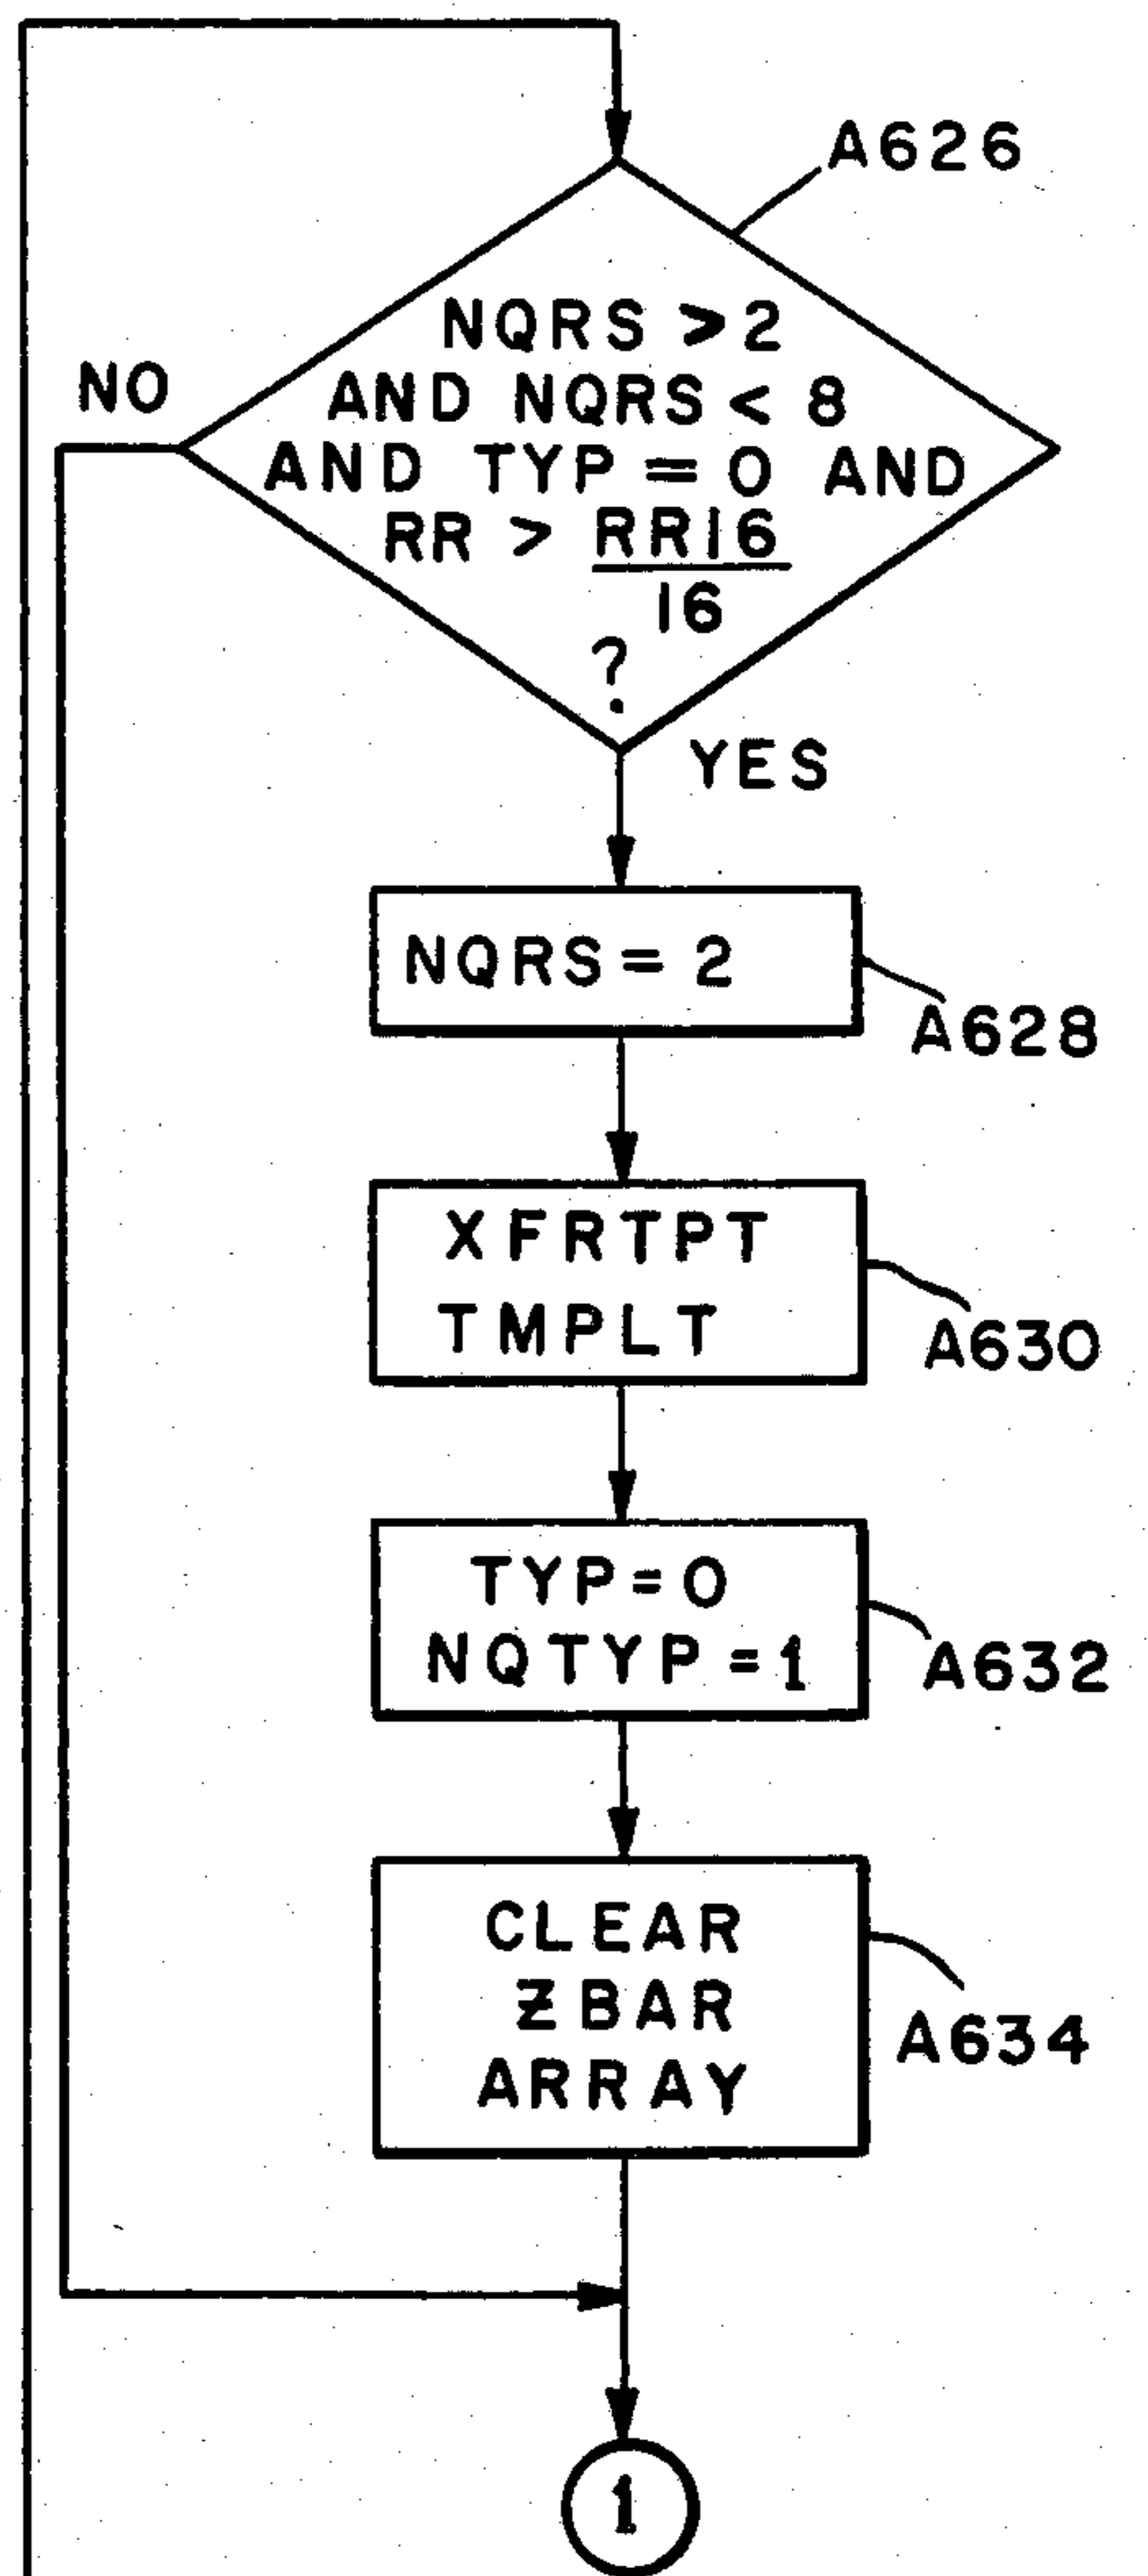 A626
NQRS > 2
NO
AND NQRS < 8
AND TYP = 0 AND
RR > RR16
16
?
YES
NQRS = 2
A628
XFRTPT
TMPLT
A630
TYP = 0
NQTYP = 1
A632
CLEAR
ZBAR
ARRAY
A634
1